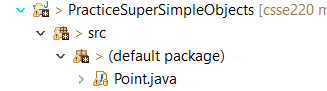 > PracticeSuperSimpleObjects [csse220 m
> src
> (default package)
> Point.java